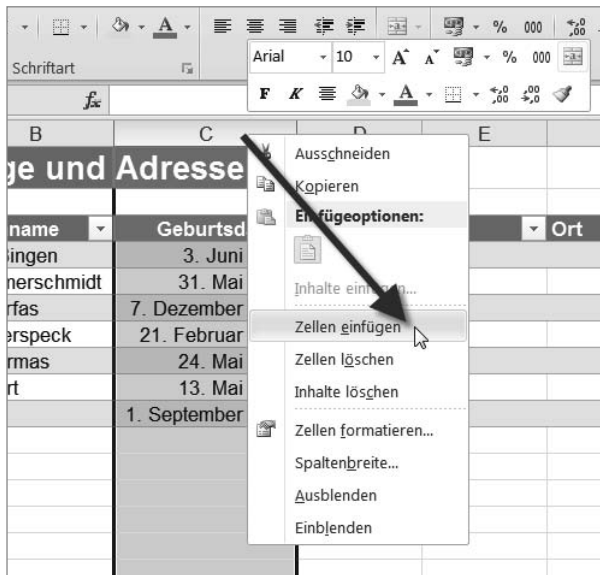 % 000
Schriftart
Arial 10 A A % 000
F K A
fx
B C D E
ge und Adresse
name Geburtsd Ort
Bingen 3. Juni
merschmidt 31. Mai
rfas 7. Dezember
erspeck 21. Februar
rmas 24. Mai
rt 13. Mai
1. September
Ausschneiden
Kopieren
Einfügeoptionen:
Inhalte einfügen...
Zellen einfügen
Zellen löschen
Inhalte löschen
Zellen formatieren...
Spaltenbreite...
Ausblenden
Einblenden